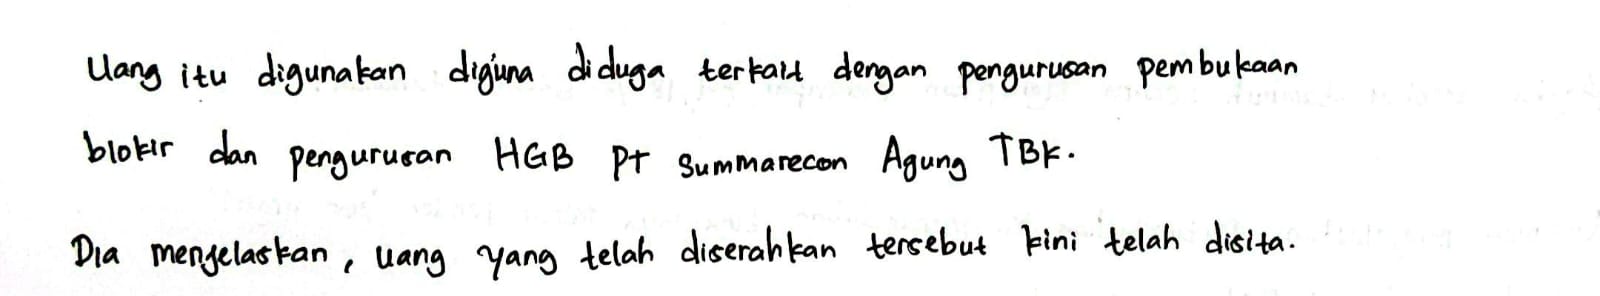 Uang itu digunakan diguna diduga terkait dengan pengurusan pembukaan
blokir dan pengurusan HGB PT Summarecon Agung TBK.
Dia menjelaskan, uang yang telah diserahkan tersebut kini telah disita.